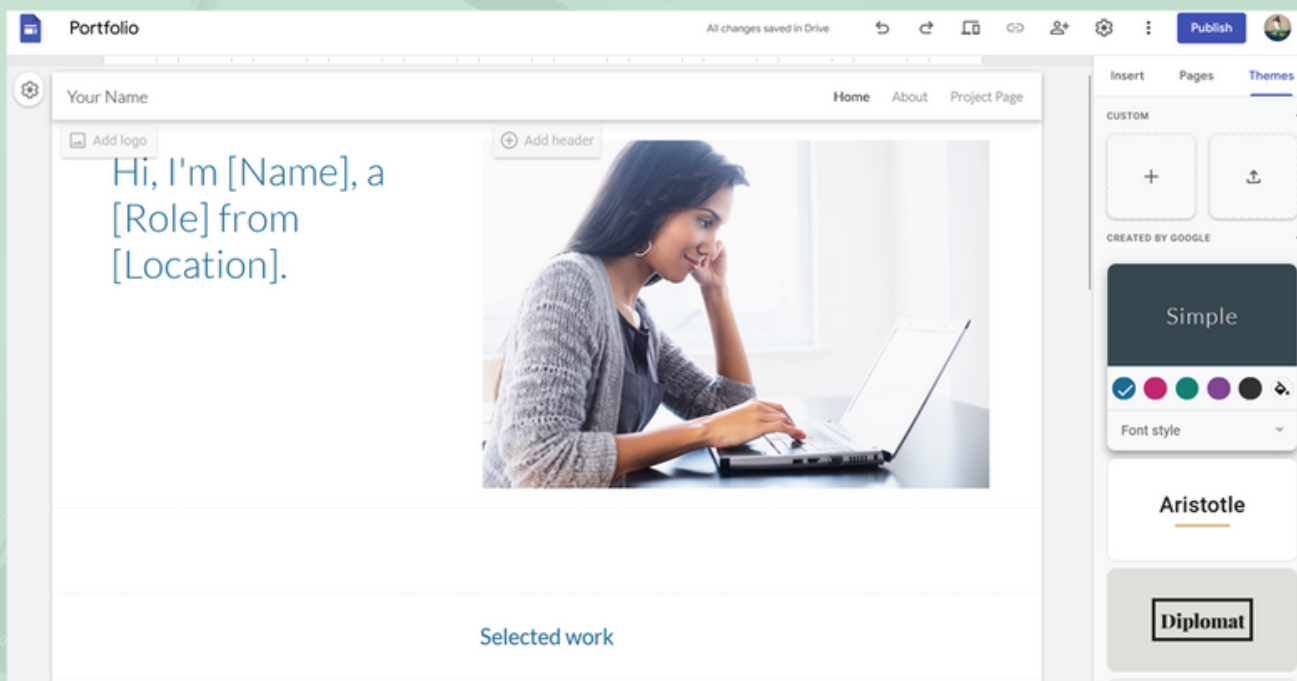 Portfolio
All changes saved in Drive
Publish
Your Name
Home About Project Page
Add logo
Add header
Hi, I'm [Name], a
[Role] from
[Location].
Selected work
Insert Pages Themes
CUSTOM
CREATED BY GOOGLE
Simple
Font style
Aristotle
Diplomat